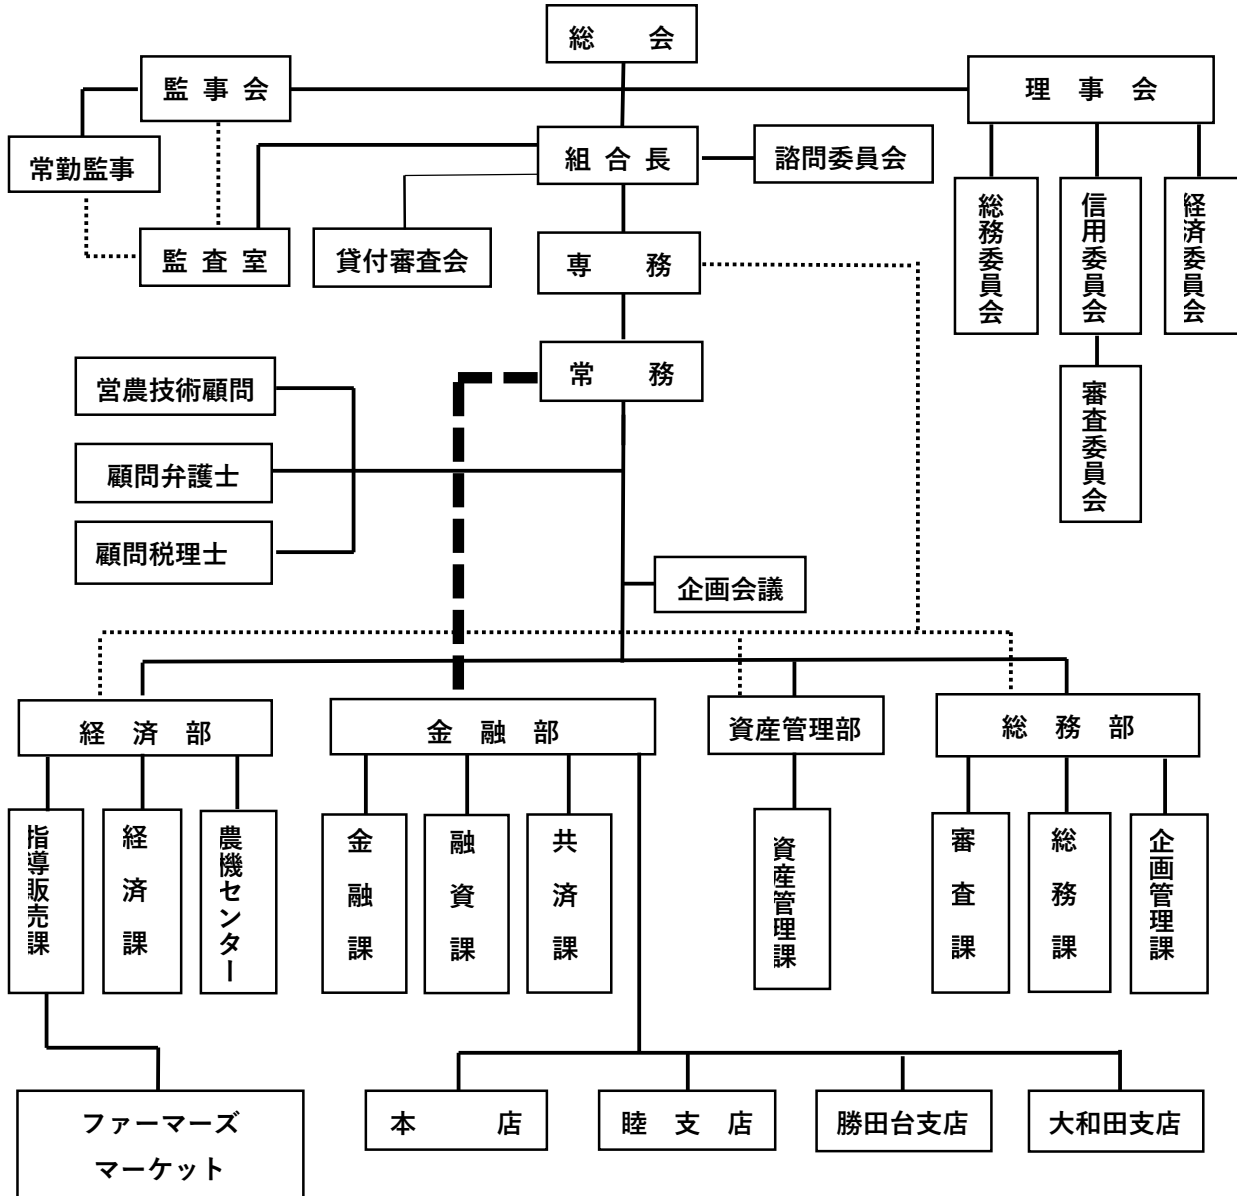 総　会
監事会
理事会
常勤監事
組合長
諮問委員会
総務委員会
信用委員会
経済委員会
監査室
貸付審査会
専務
常務
審査委員会
営農技術顧問
顧問弁護士
顧問税理士
企画会議
経済部
金融部
資産管理部
総務部
指導販売課
経済課
農機センター
金融課
融資課
共済課
資産管理課
審査課
総務課
企画管理課
ファーマーズ
マーケット
本店
睦支店
勝田台支店
大和田支店